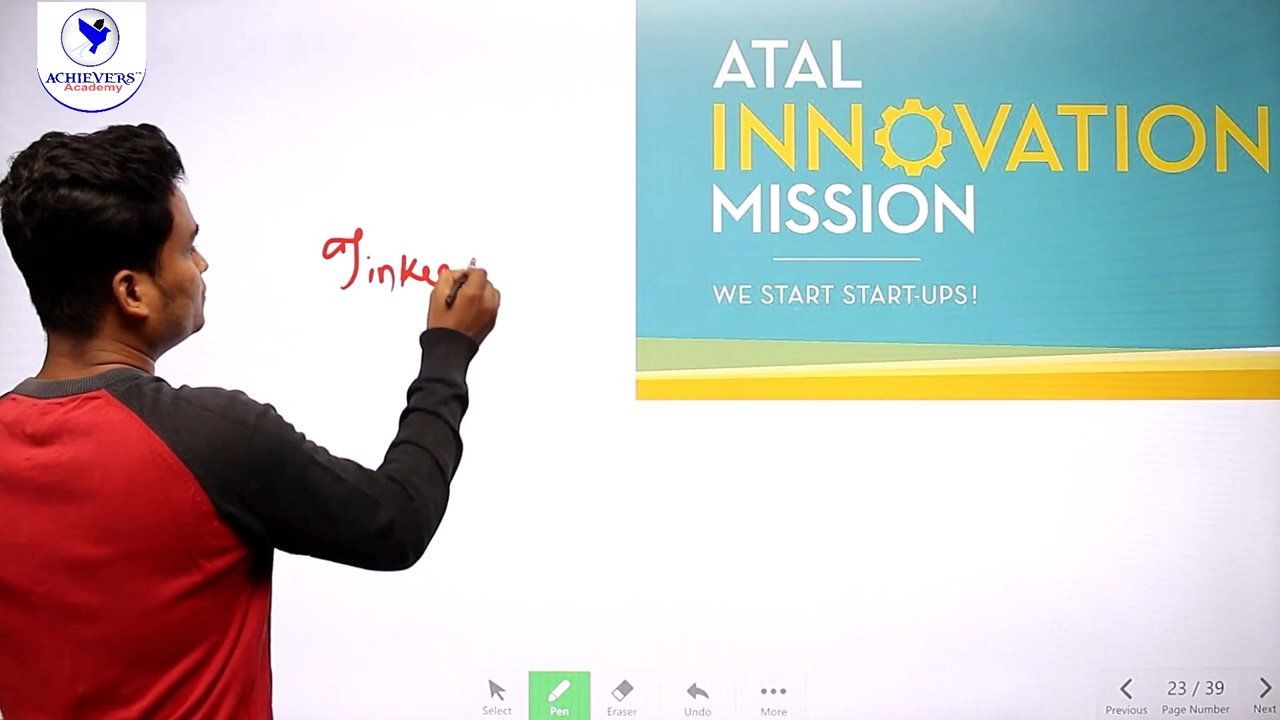 ACHIEVERS™
Academy
ATAL
INNOVATION
MISSION
WE START START-UPS!
Select
Pen
Eraser
Undo
More
23 / 39
Previous
Page Number
Next